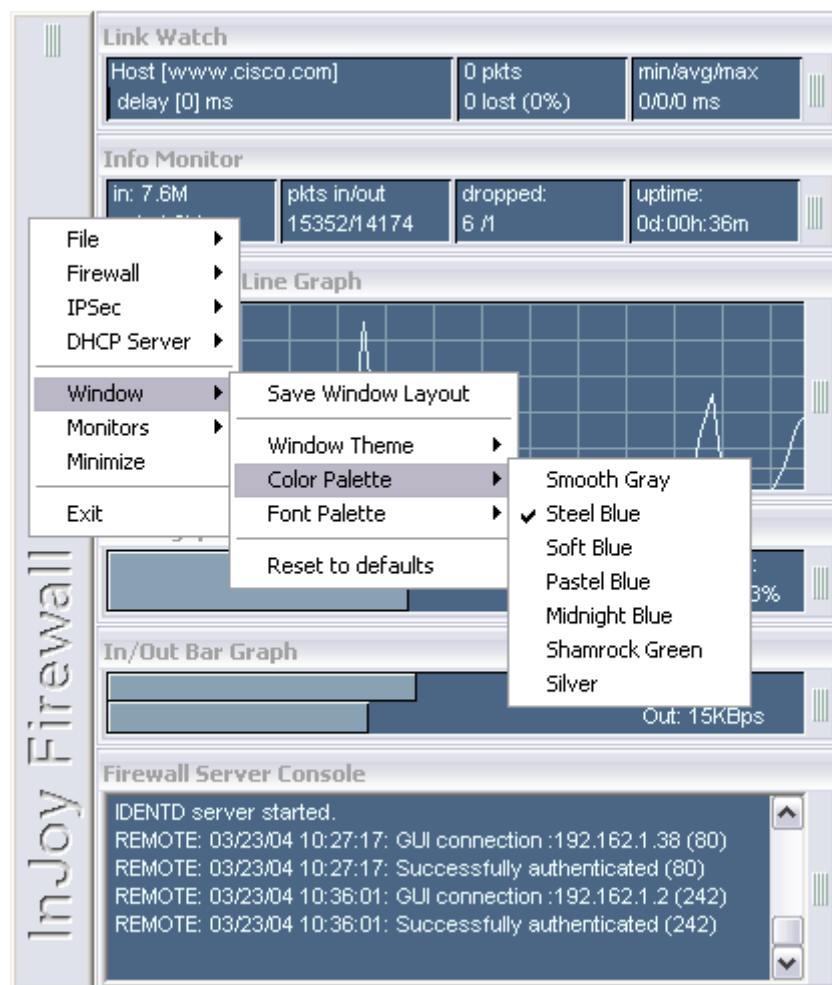 Link Watch
Host [wwww.cisco.com]
delay [0] ms
0 pkts
0 lost (0%)
min/avg/max
0/0/0 ms
Info Monitor
in: 7.6M
pkts in/out
15352/14174
dropped:
6 /1
uptime:
0d:00h:36m
Line Graph
File
Firewall
IPSec
DHCP Server
Window
Monitors
Minimize
Exit
Save Window Layout
Window Theme
Color Palette
Font Palette
Reset to defaults
Smooth Gray
Steel Blue
Soft Blue
Pastel Blue
Midnight Blue
Shamrock Green
Silver
In/Out Bar Graph
Out: 15KBps
Firewall Server Console
IDENTD server started.
REMOTE: 03/23/04 10:27:17: GUI connection :192.162.1.38 (80)
REMOTE: 03/23/04 10:27:17: Successfully authenticated (80)
REMOTE: 03/23/04 10:36:01: GUI connection :192.162.1.2 (242)
REMOTE: 03/23/04 10:36:01: Successfully authenticated (242)
InJoy Firewall